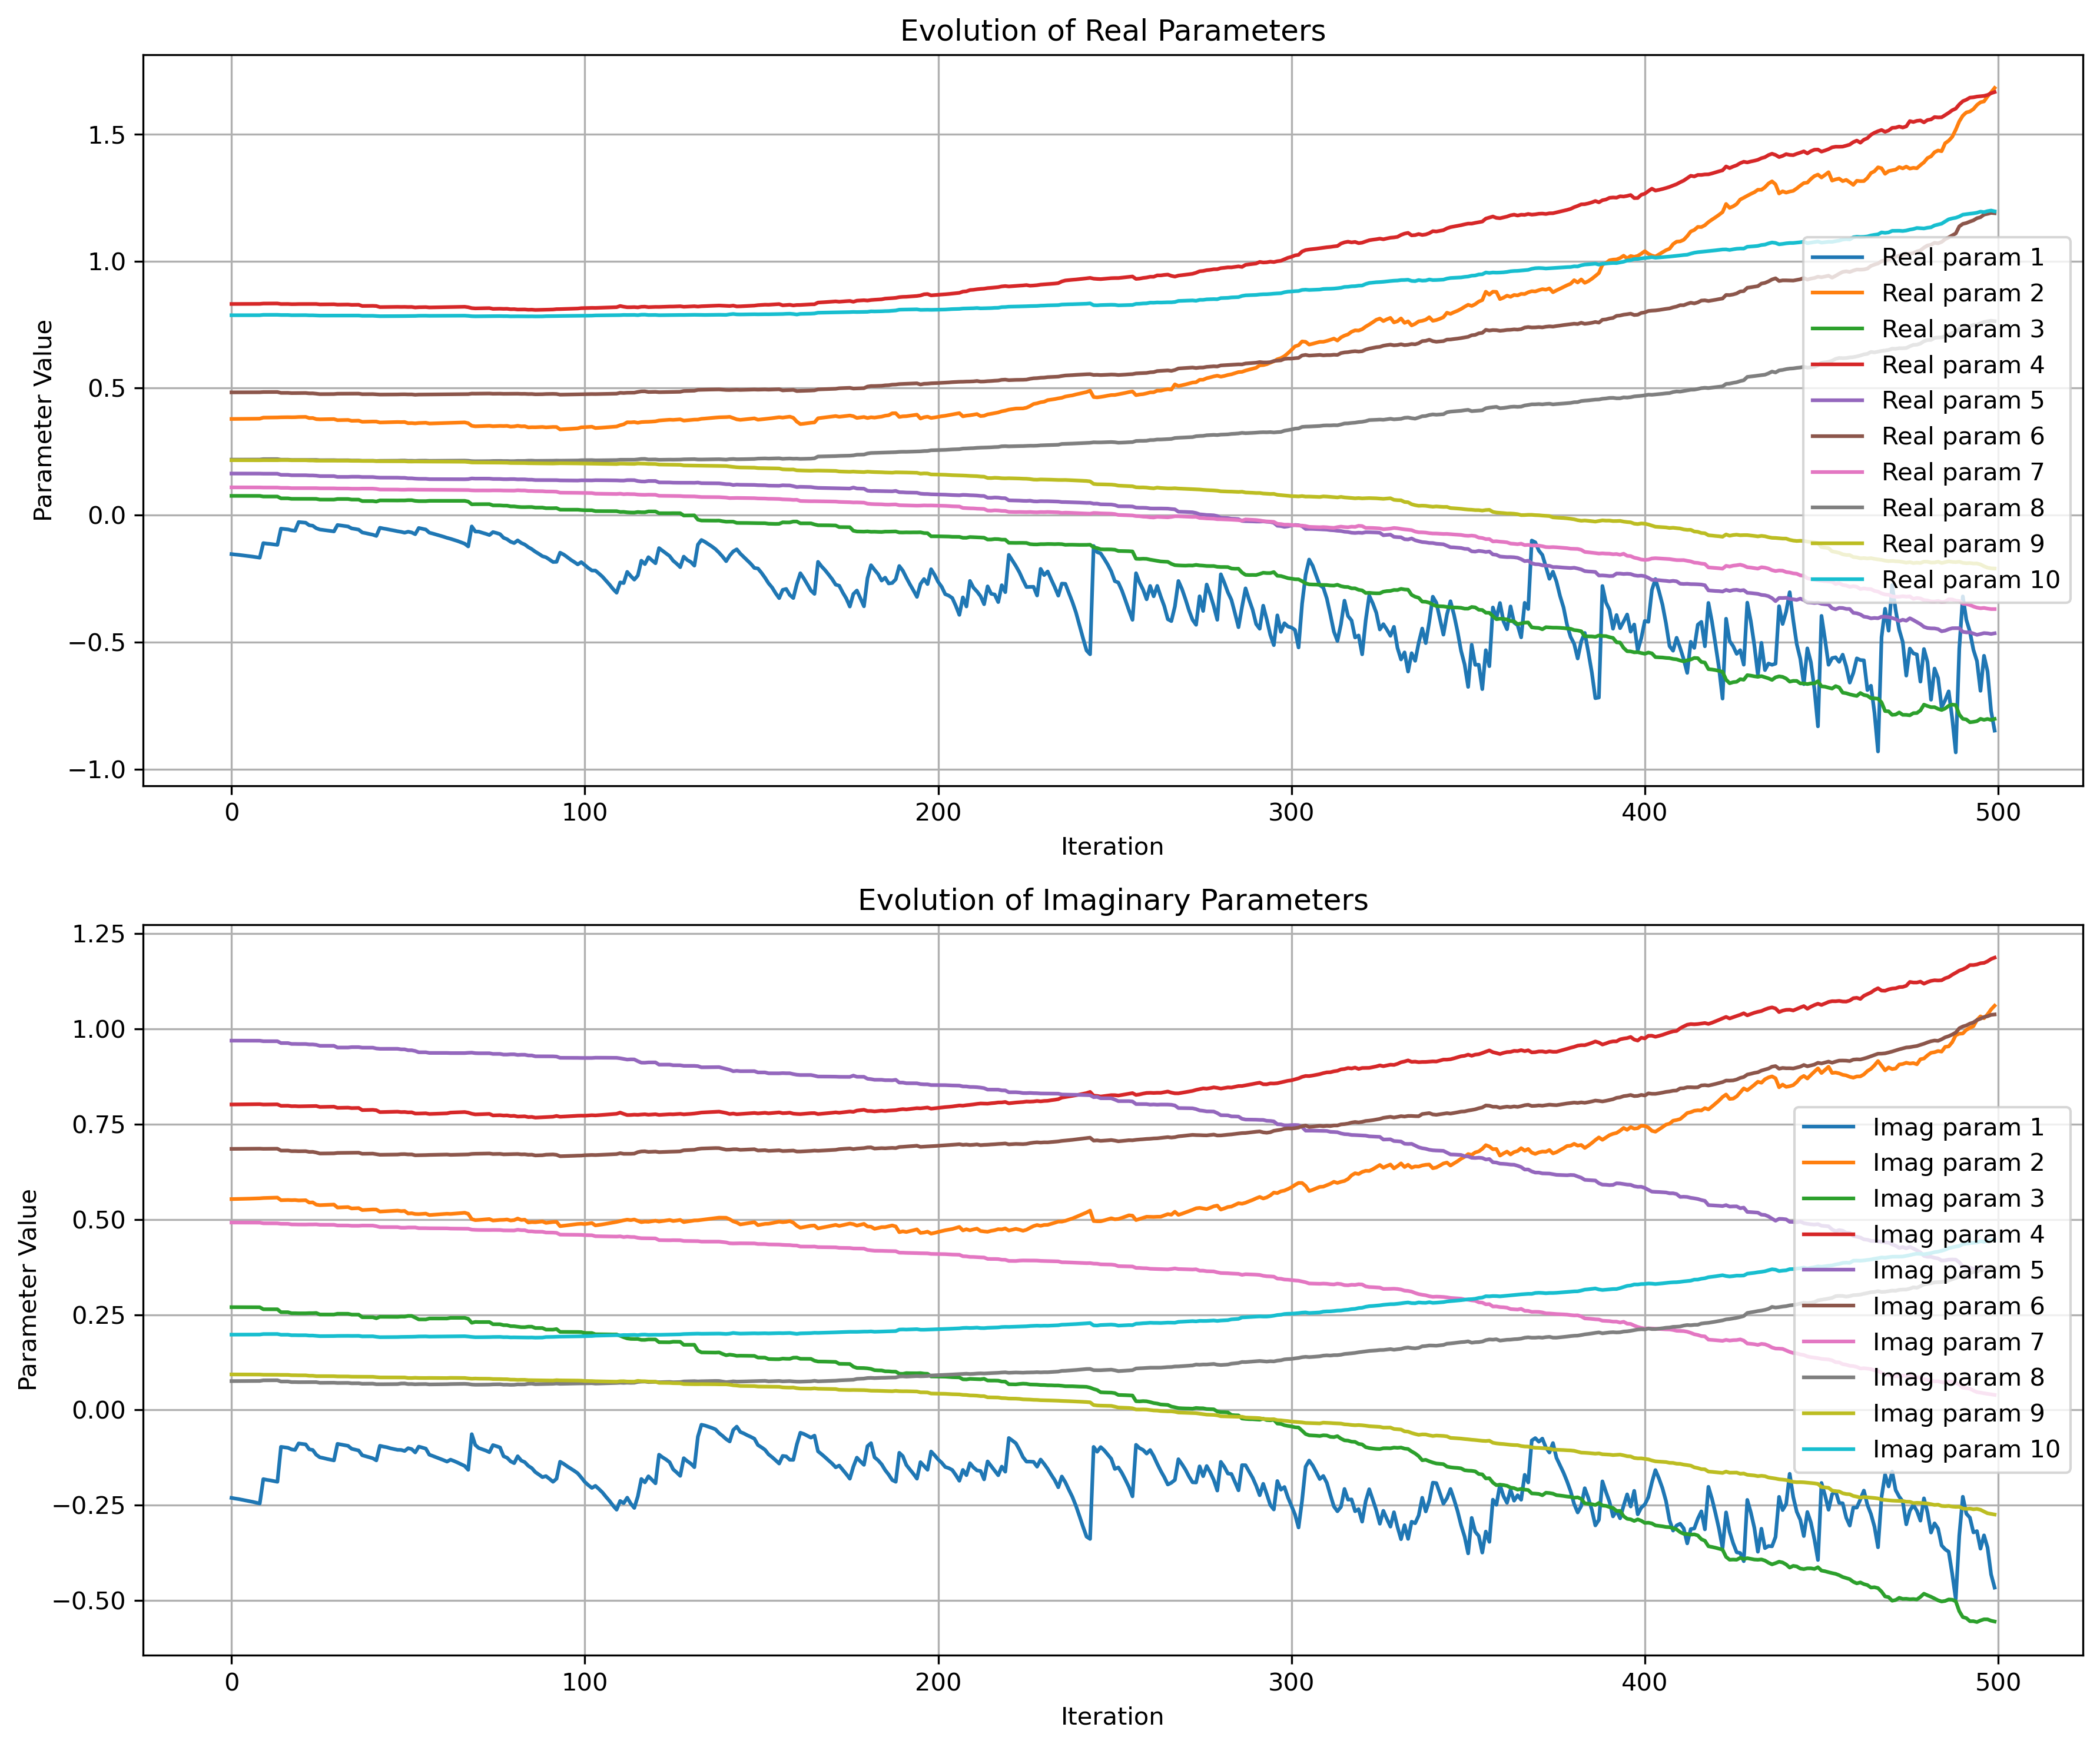 Evolution of Real Parameters
Parameter Value
1.5
1.0
0.5
0.0
−0.5
−1.0
0 100 200 300 400 500
Iteration
Real param 1
Real param 2
Real param 3
Real param 4
Real param 5
Real param 6
Real param 7
Real param 8
Real param 9
Real param 10
Evolution of Imaginary Parameters
Parameter Value
1.25
1.00
0.75
0.50
0.25
0.00
−0.25
−0.50
0 100 200 300 400 500
Iteration
Imag param 1
Imag param 2
Imag param 3
Imag param 4
Imag param 5
Imag param 6
Imag param 7
Imag param 8
Imag param 9
Imag param 10